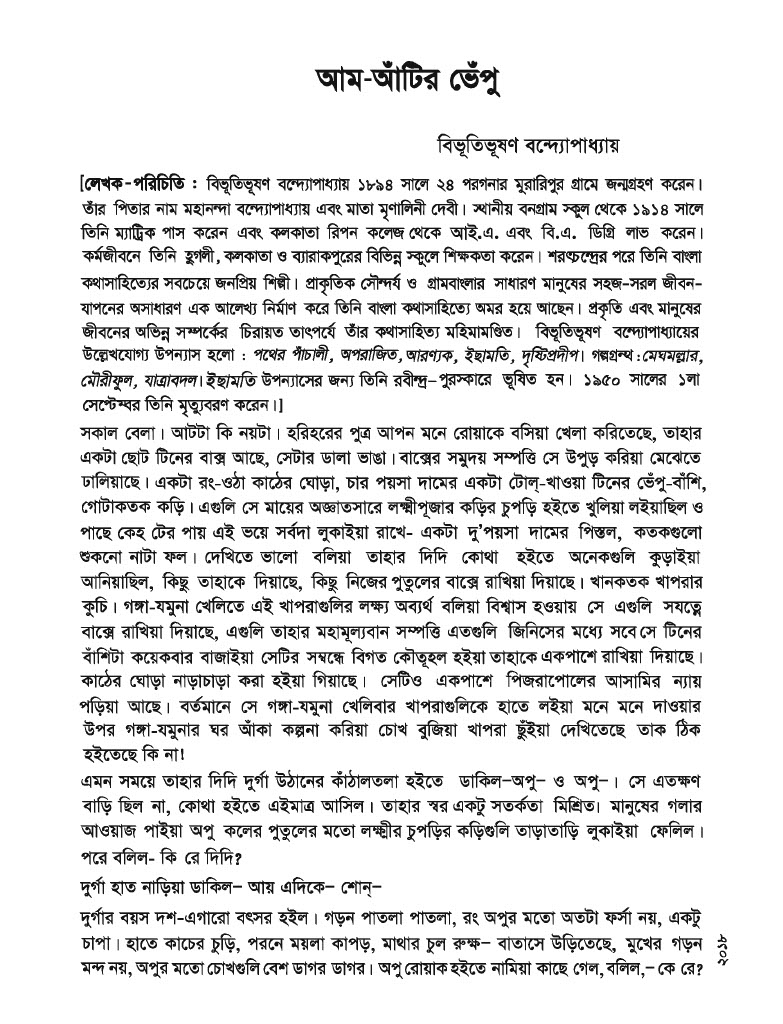 আম-আঁটির ভেঁপু
বিভূতিভূষণ বন্দ্যোপাধ্যায়
[লেখক-পরিচিতি : বিভূতিভূষণ বন্দ্যোপাধ্যায় ১৮৯৪ সালে ২৪ পরগনার মুরারিপুর গ্রামে জন্মগ্রহণ করেন।
তাঁর পিতার নাম মহানন্দা বন্দ্যোপাধ্যায় এবং মাতা মৃণালিনী দেবী। স্থানীয় বনগ্রাম স্কুল থেকে ১৯১৪ সালে
তিনি ম্যাট্রিক পাস করেন এবং কলকাতা রিপন কলেজ থেকে আই.এ. এবং বি.এ. ডিগ্রি লাভ করেন।
কর্মজীবনে তিনি হুগলী, কলকাতা ও ব্যারাকপুরের বিভিন্ন স্কুলে শিক্ষকতা করেন। শরৎচন্দ্রের পরে তিনি বাংলা
কথাসাহিত্যের সবচেয়ে জনপ্রিয় শিল্পী। প্রাকৃতিক সৌন্দর্য ও গ্রামবাংলার সাধারণ মানুষের সহজ-সরল জীবন-
যাপনের অসাধারণ এক আলেখ্য নির্মাণ করে তিনি বাংলা কথাসাহিত্যে অমর হয়ে আছেন। প্রকৃতি এবং মানুষের
জীবনের অভিন্ন সম্পর্কের চিরায়ত তাৎপর্যে তাঁর কথাসাহিত্য মহিমামণ্ডিত। বিভূতিভূষণ বন্দ্যোপাধ্যায়ের
উল্লেখযোগ্য উপন্যাস হলো : পথের পাঁচালী, অপরাজিত, আরণ্যক, ইছামতি, দৃষ্টিপ্রদীপ। গল্পগ্রন্থ :মেঘমল্লার,
মৌরীফুল, যাত্রাবদল। ইছামতি উপন্যাসের জন্য তিনি রবীন্দ্র-পুরস্কারে ভূষিত হন। ১৯৫০ সালের ১লা
সেপ্টেম্বর তিনি মৃত্যুবরণ করেন।]
সকাল বেলা। আটটা কি নয়টা। হরিহরের পুত্র আপন মনে রোয়াকে বসিয়া খেলা করিতেছে, তাহার
একটা ছোট টিনের বাক্স আছে, সেটার ডালা ভাঙা। বাক্সের সমুদয় সম্পত্তি সে উপুড় করিয়া মেঝেতে
ঢালিয়াছে। একটা রং-ওঠা কাঠের ঘোড়া, চার পয়সা দামের একটা টোল্-খাওয়া টিনের ভেঁপু-বাঁশি,
গোটাকতক কড়ি। এগুলি সে মায়ের অজ্ঞাতসারে লক্ষ্মীপূজার কড়ির চুপড়ি হইতে খুলিয়া লইয়াছিল ও
পাছে কেহ টের পায় এই ভয়ে সর্বদা লুকাইয়া রাখে- একটা দু'পয়সা দামের পিস্তল, কতকগুলো
শুকনো নাটা ফল। দেখিতে ভালো বলিয়া তাহার দিদি কোথা হইতে অনেকগুলি কুড়াইয়া
আনিয়াছিল, কিছু তাহাকে দিয়াছে, কিছু নিজের পুতুলের বাক্সে রাখিয়া দিয়াছে। খানকতক খাপরার
কুচি। গঙ্গা-যমুনা খেলিতে এই খাপরাগুলির লক্ষ্য অব্যর্থ বলিয়া বিশ্বাস হওয়ায় সে এগুলি সযত্নে
বাক্সে রাখিয়া দিয়াছে, এগুলি তাহার মহামূল্যবান সম্পত্তি এতগুলি জিনিসের মধ্যে সবে সে টিনের
বাঁশিটা কয়েকবার বাজাইয়া সেটির সম্বন্ধে বিগত কৌতূহল হইয়া তাহাকে একপাশে রাখিয়া দিয়াছে।
কাঠের ঘোড়া নাড়াচাড়া করা হইয়া গিয়াছে। সেটিও একপাশে পিজরাপোলের আসামির ন্যায়
পড়িয়া আছে। বর্তমানে সে গঙ্গা-যমুনা খেলিবার খাপরাগুলিকে হাতে লইয়া মনে মনে দাওয়ার
উপর গঙ্গা-যমুনার ঘর আঁকা কল্পনা করিয়া চোখ বুজিয়া খাপরা ছুঁইয়া দেখিতেছে তাক ঠিক
হইতেছে কি না!
এমন সময়ে তাহার দিদি দুর্গা উঠানের কাঁঠালতলা হইতে ডাকিল-অপু- ও অপু-। সে এতক্ষণ
বাড়ি ছিল না, কোথা হইতে এইমাত্র আসিল। তাহার স্বর একটু সতর্কতা মিশ্রিত। মানুষের গলার
আওয়াজ পাইয়া অপু কলের পুতুলের মতো লক্ষ্মীর চুপড়ির কড়িগুলি তাড়াতাড়ি লুকাইয়া ফেলিল।
পরে বলিল- কি রে দিদি?
দুর্গা হাত নাড়িয়া ডাকিল- আয় এদিকে- শোন্-
দুর্গার বয়স দশ-এগারো বৎসর হইল। গড়ন পাতলা পাতলা, রং অপুর মতো অতটা ফর্সা নয়, একটু
চাপা। হাতে কাচের চুড়ি, পরনে ময়লা কাপড়, মাথার চুল রুক্ষ- বাতাসে উড়িতেছে, মুখের গড়ন
মন্দ নয়, অপুর মতো চোখগুলি বেশ ডাগর ডাগর। অপু রোয়াক হইতে নামিয়া কাছে গেল, বলিল,- কে রে?
২০১৮